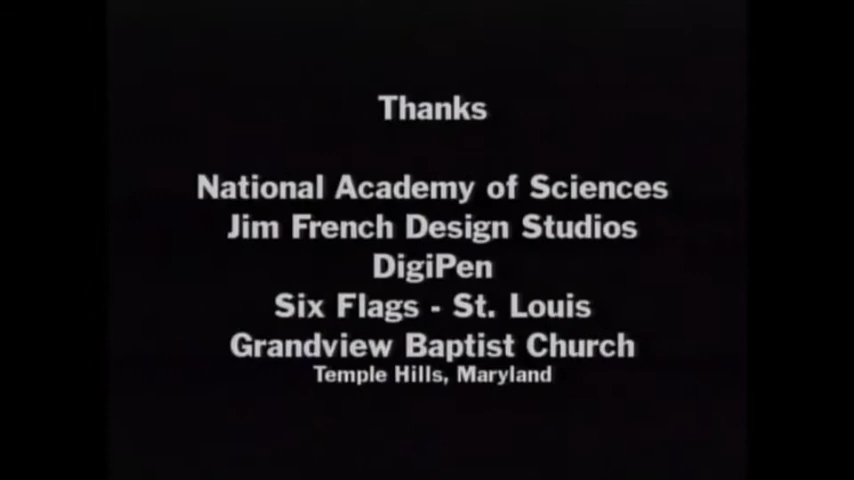 Thanks
National Academy of Sciences
Jim French Design Studios
DigiPen
Six Flags - St. Louis
Grandview Baptist Church
Temple Hills, Maryland